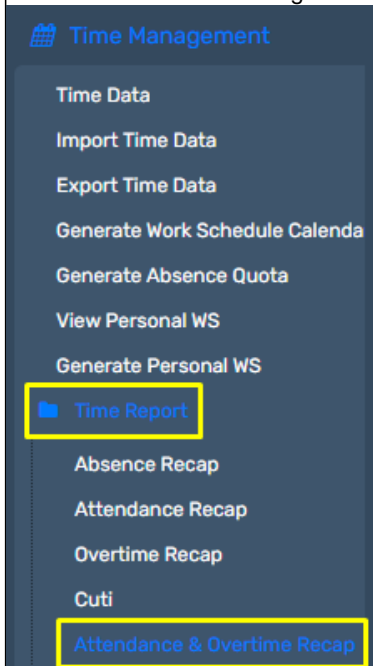 Time Management
Time Data
Import Time Data
Export Time Data
Generate Work Schedule Calenda
Generate Absence Quota
View Personal WS
Generate Personal WS
Time Report
Absence Recap
Attendance Recap
Overtime Recap
Cuti
Attendance & Overtime Recap